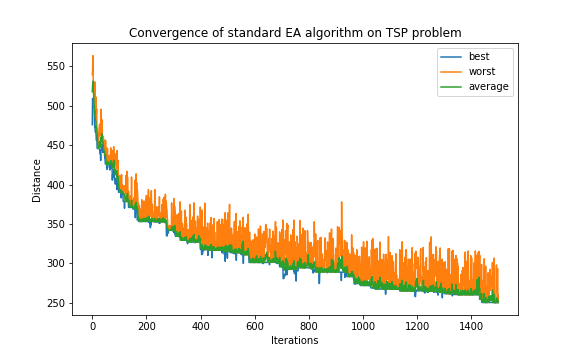 Convergence of standard EA algorithm on TSP problem
best
worst
average
550
500
450
400
350
300
250
Distance
0 200 400 600 800 1000 1200 1400
Iterations